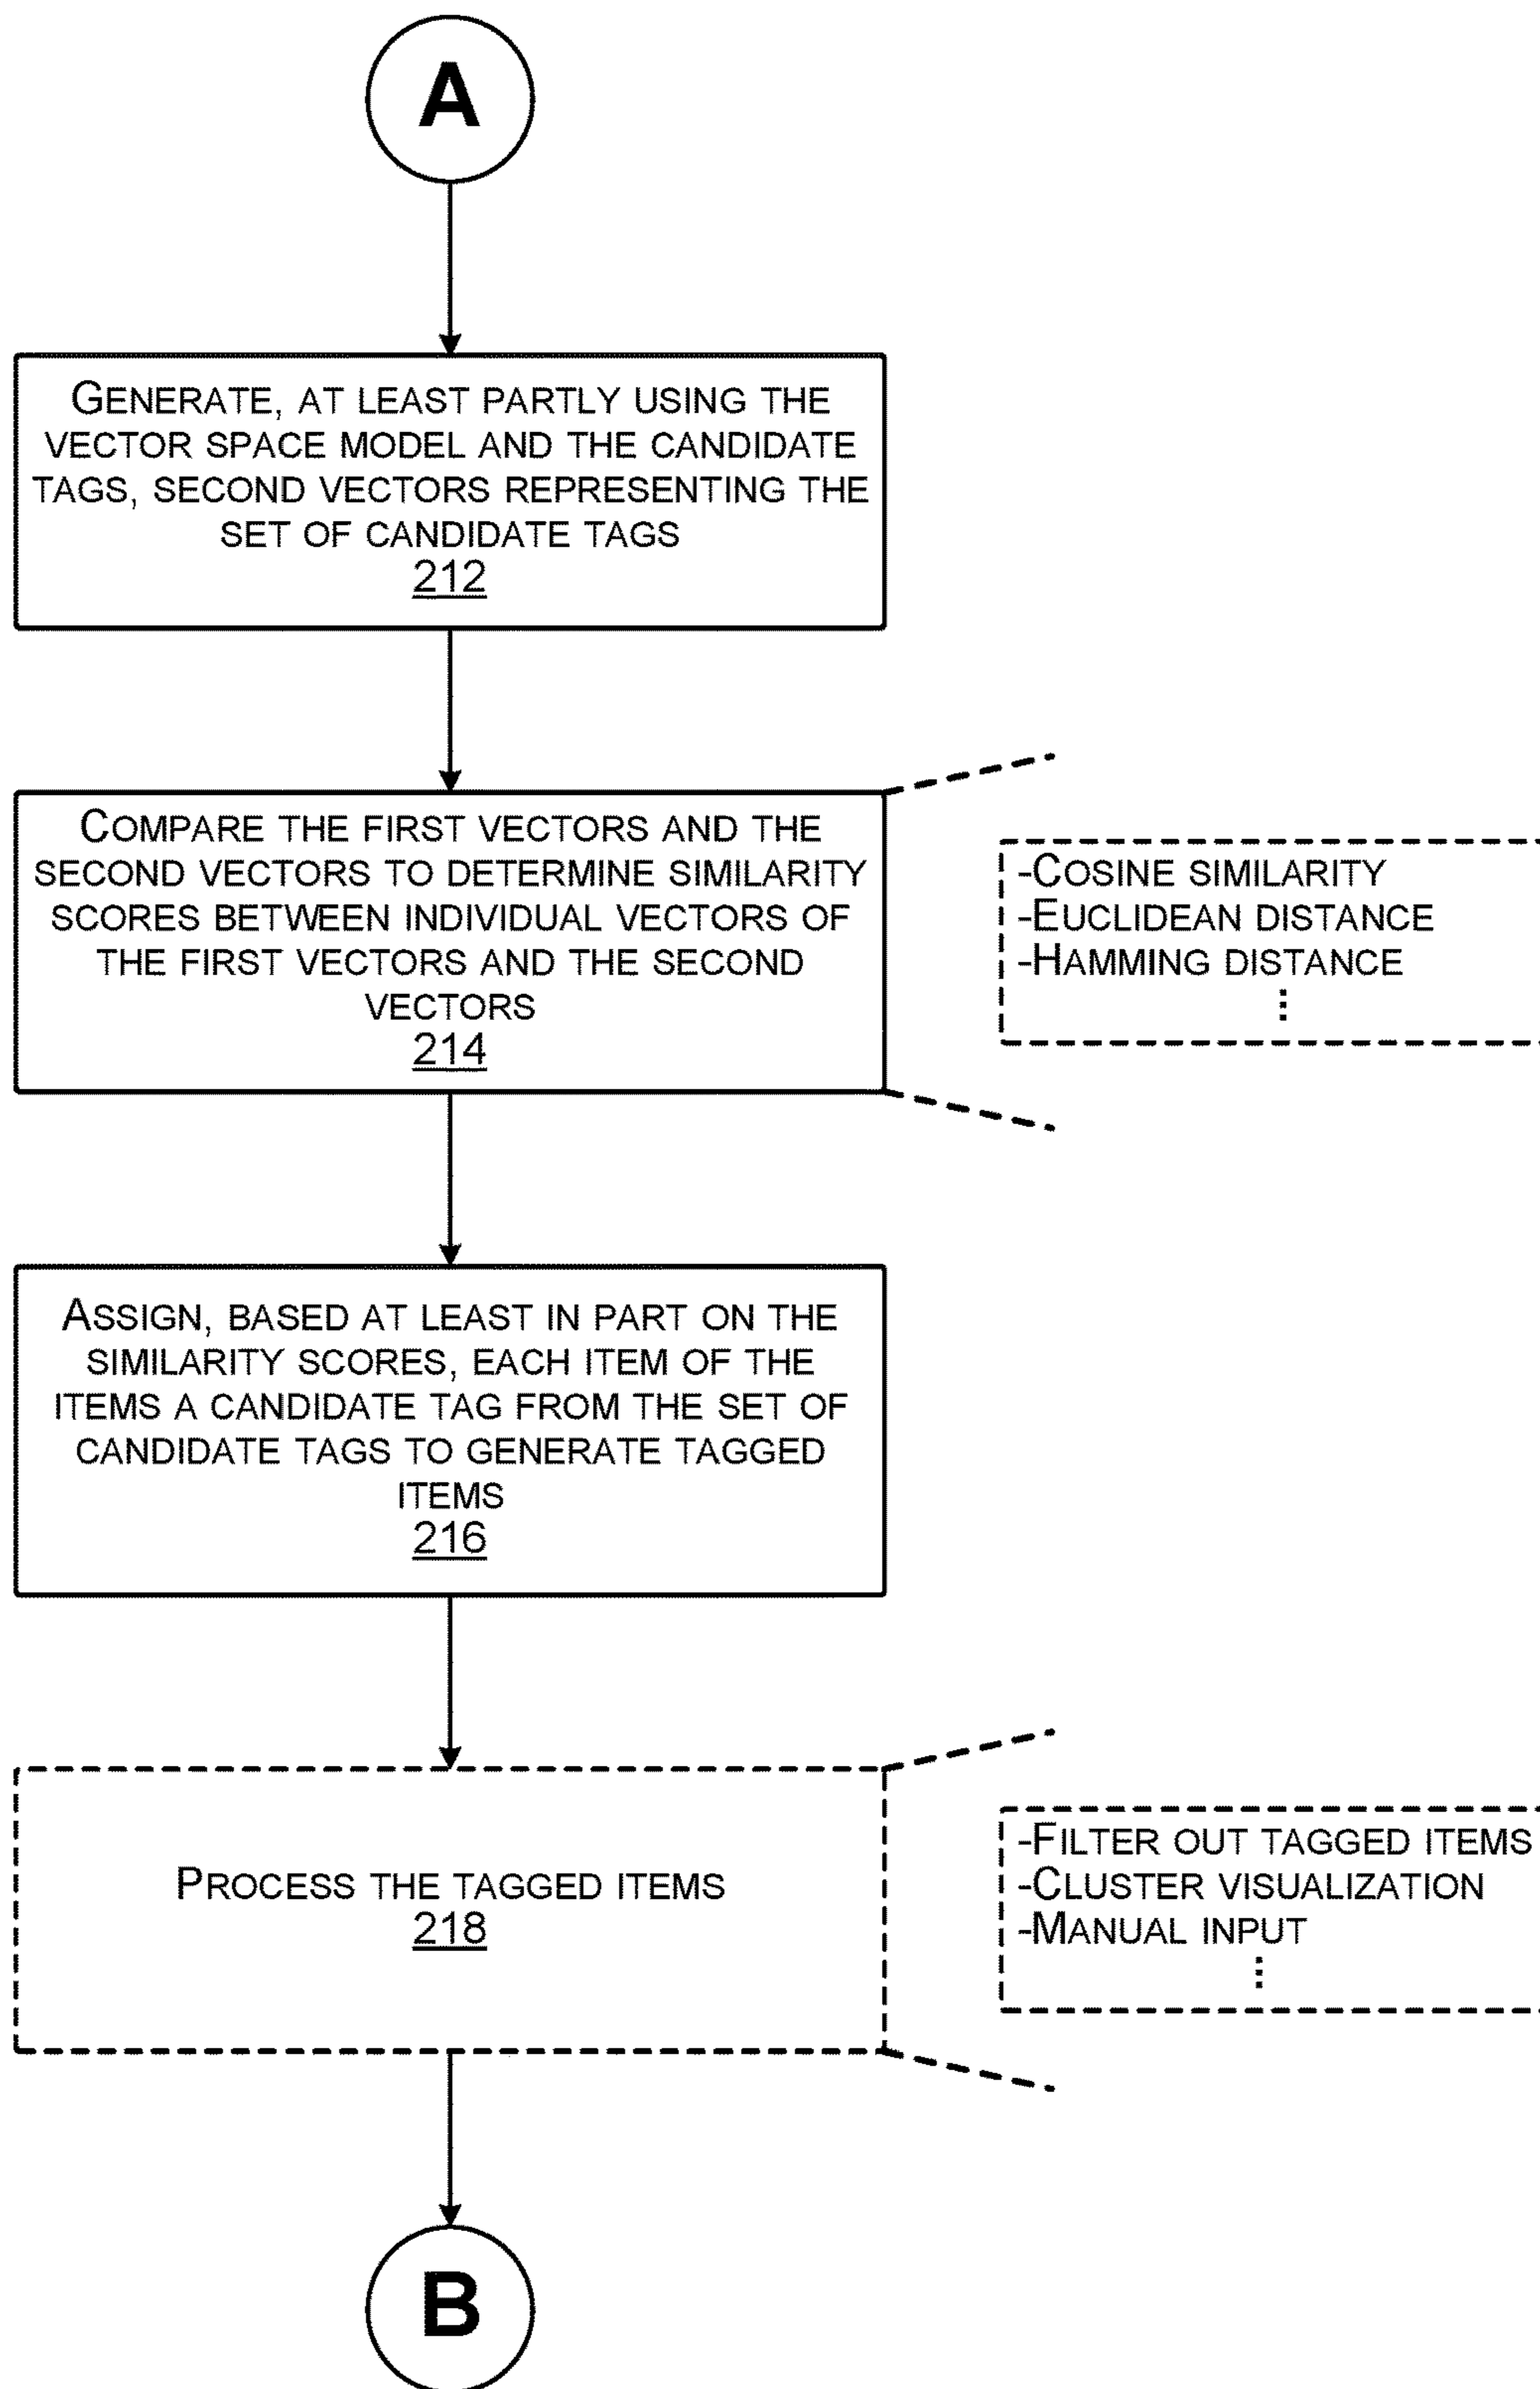 A
GENERATE, AT LEAST PARTLY USING THE
VECTOR SPACE MODEL AND THE CANDIDATE
TAGS, SECOND VECTORS REPRESENTING THE
SET OF CANDIDATE TAGS
212
COMPARE THE FIRST VECTORS AND THE
SECOND VECTORS TO DETERMINE SIMILARITY
SCORES BETWEEN INDIVIDUAL VECTORS OF
THE FIRST VECTORS AND THE SECOND
VECTORS
214
-COSINE SIMILARITY
-EUCLIDEAN DISTANCE
-HAMMING DISTANCE
⋮
ASSIGN, BASED AT LEAST IN PART ON THE
SIMILARITY SCORES, EACH ITEM OF THE
ITEMS A CANDIDATE TAG FROM THE SET OF
CANDIDATE TAGS TO GENERATE TAGGED
ITEMS
216
PROCESS THE TAGGED ITEMS
218
-FILTER OUT TAGGED ITEMS
-CLUSTER VISUALIZATION
-MANUAL INPUT
⋮
B